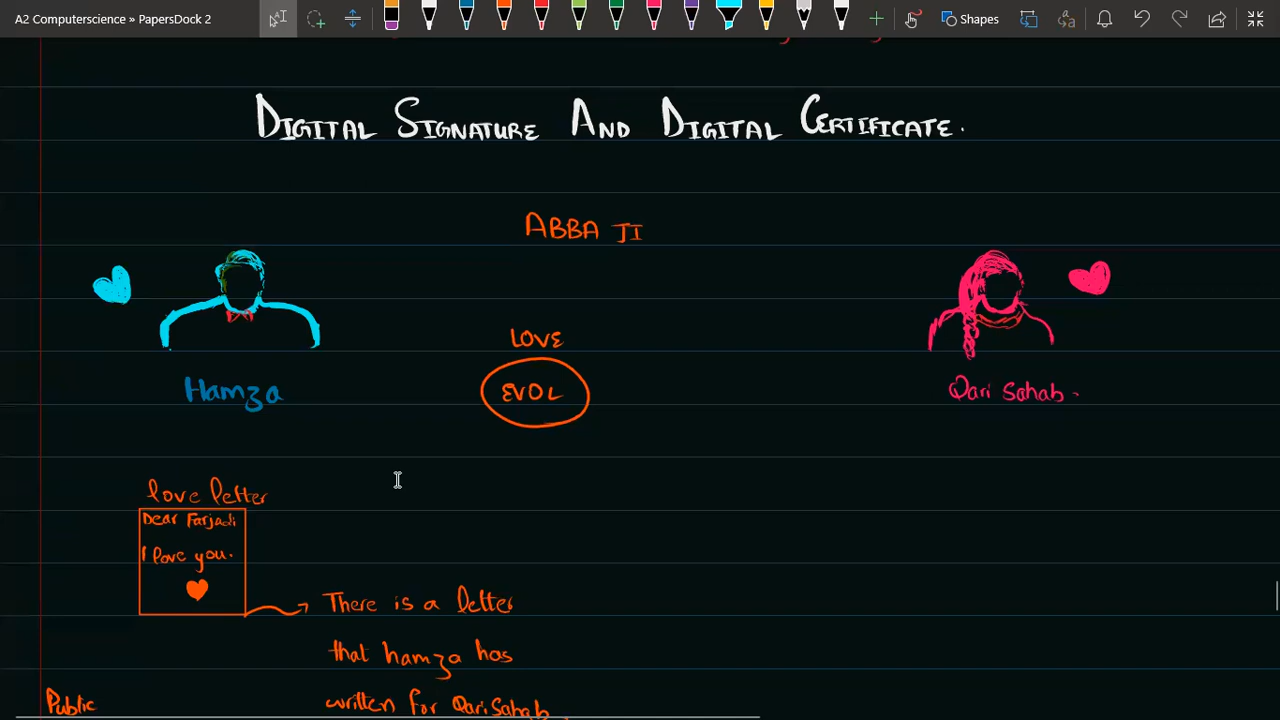 A2 Computerscience » PapersDock 2
Shapes
DIGITAL SIGNATURE AND DIGITAL CERTIFICATE.
ABBA JI
LOVE
EVOL
Hamza
Qari Sahab.
love letter
Dear Farjadi
I love you.
There is a letter
that hamza has
written for Qari Sahab.
Public